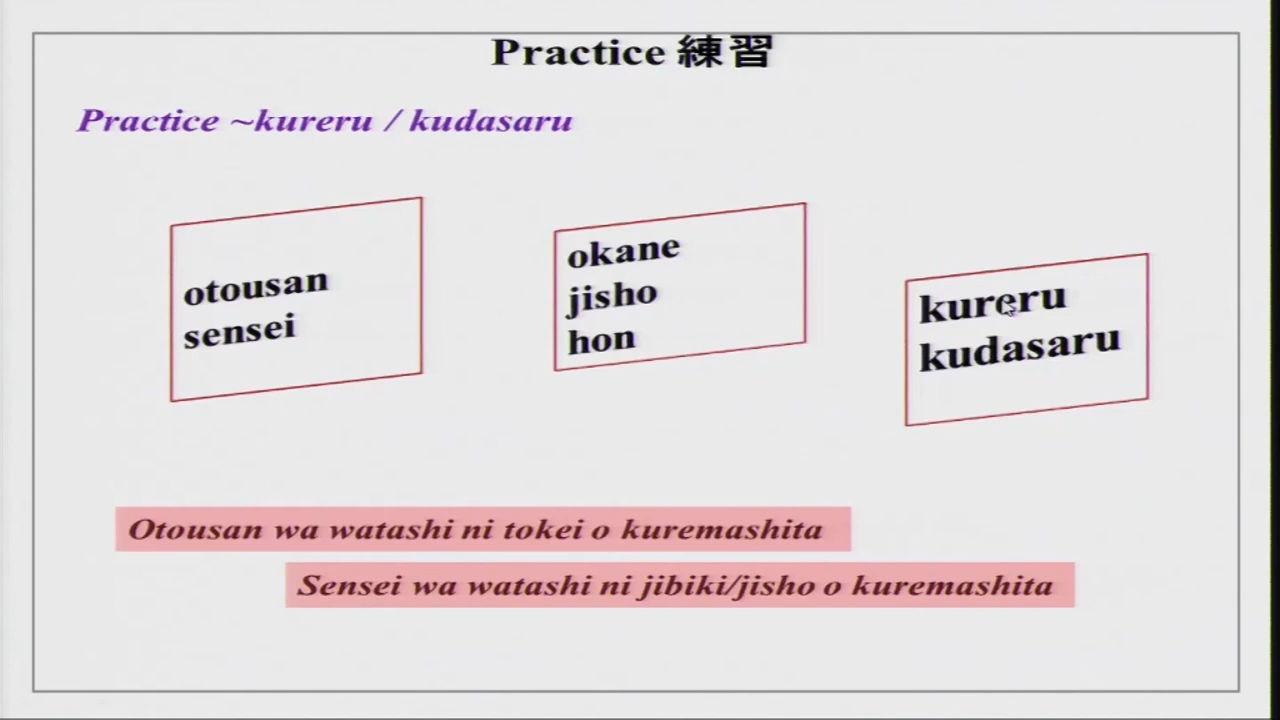 Practice 練習
Practice ~kureru / kudasaru
otousan
sensei
okane
jisho
hon
kureru
kudasaru
Otousan wa watashi ni tokei o kuremashita
Sensei wa watashi ni jibiki/jisho o kuremashita